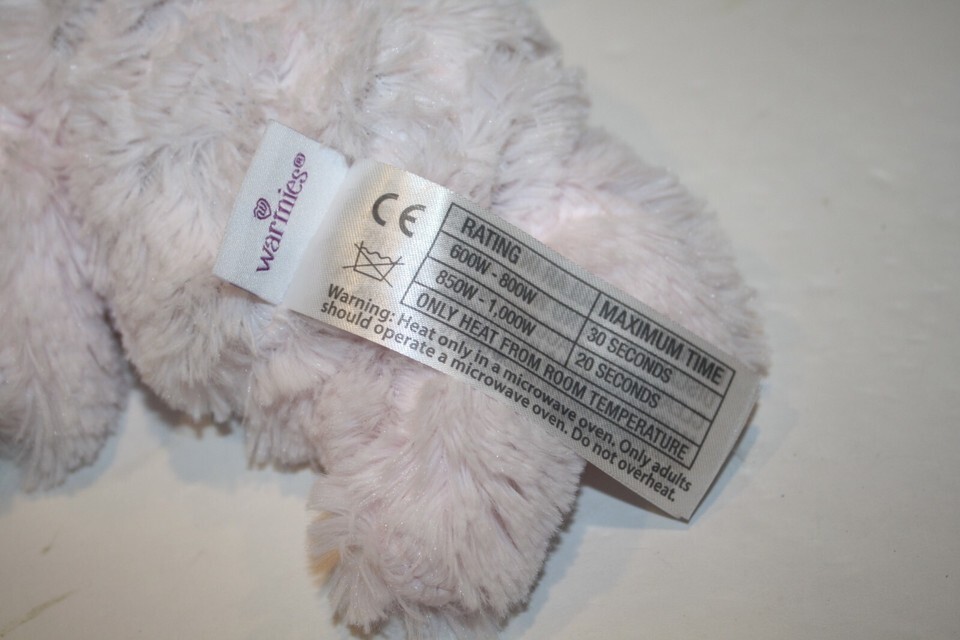 warmies®
CE
RATING MAXIMUM TIME
600W - 800W 30 SECONDS
850W - 1,000W 20 SECONDS
ONLY HEAT FROM ROOM TEMPERATURE
Warning: Heat only in a microwave oven. Only adults
should operate a microwave oven. Do not overheat.